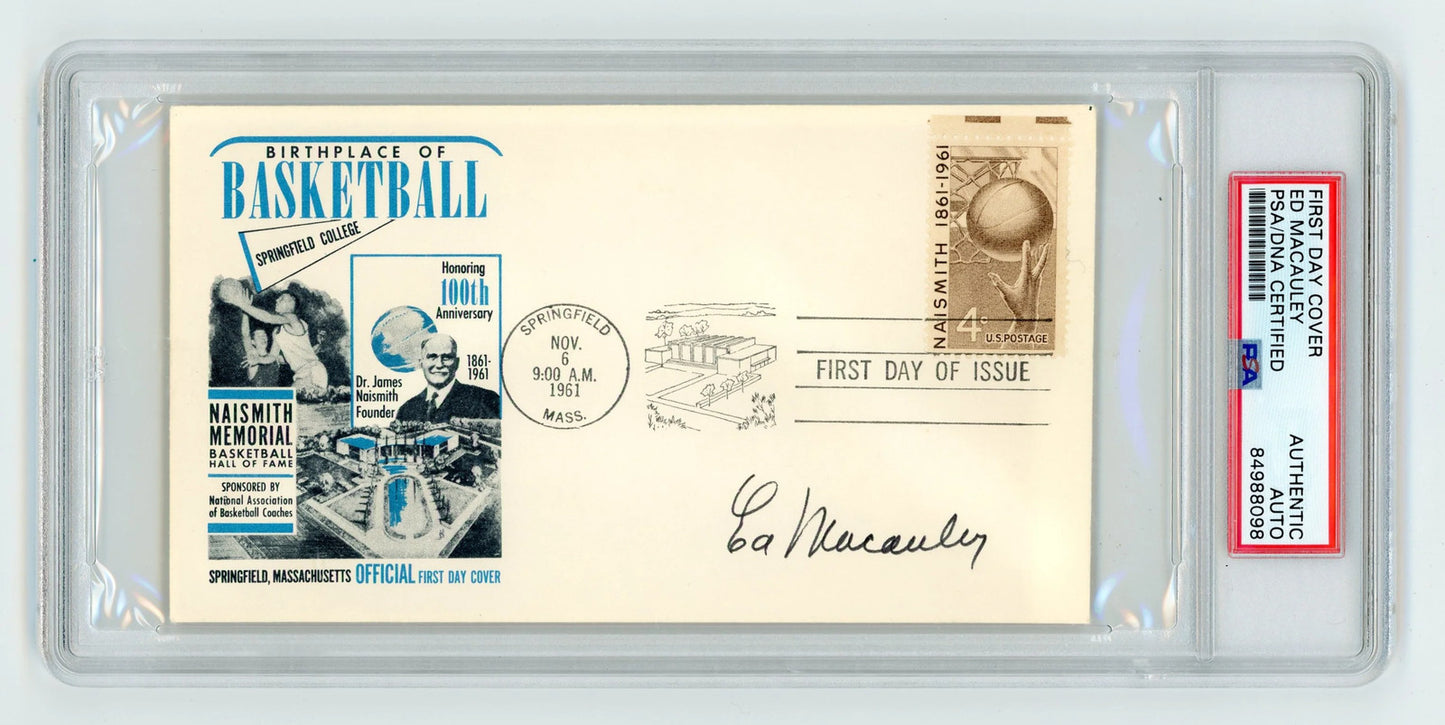 BIRTHPLACE OF
BASKETBALL
SPRINGFIELD COLLEGE
Honoring
100th
Anniversary
1861-
1961
Dr. James
Naismith
Founder
NAISMITH
MEMORIAL
BASKETBALL
HALL OF FAME
SPONSORED BY
National Association
of Basketball Coaches
SPRINGFIELD, MASSACHUSETTS OFFICIAL FIRST DAY COVER
SPRINGFIELD
NOV.
6
9:00 A.M.
1961
MASS.
FIRST DAY OF ISSUE
NAISMITH 1861-1961
4¢
U.S. POSTAGE
Ed Macauley
FIRST DAY COVER
ED MACAULEY
PSA/DNA CERTIFIED
PSA
AUTHENTIC
AUTO
84988098